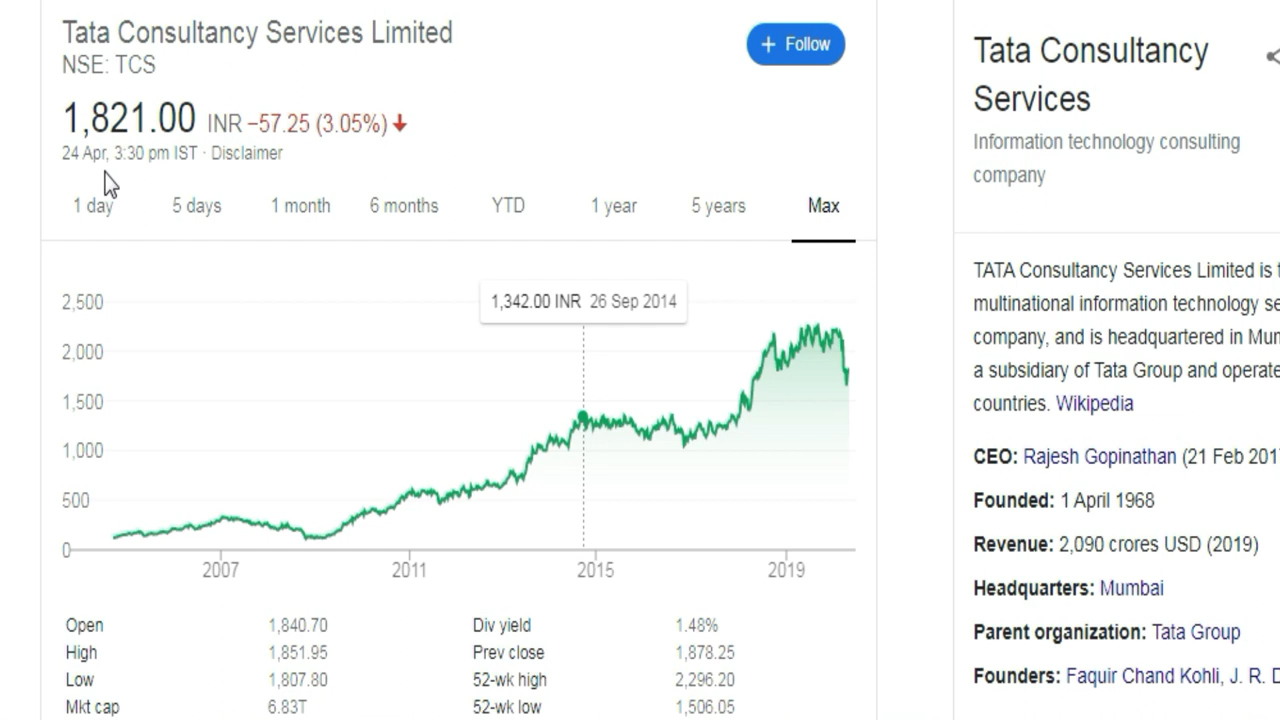 Tata Consultancy Services Limited
NSE: TCS
+ Follow
1,821.00 INR −57.25 (3.05%)
24 Apr, 3:30 pm IST · Disclaimer
1 day 5 days 1 month 6 months YTD 1 year 5 years Max
1,342.00 INR 26 Sep 2014
2,500
2,000
1,500
1,000
500
0
2007 2011 2015 2019
Open 1,840.70 Div yield 1.48%
High 1,851.95 Prev close 1,878.25
Low 1,807.80 52-wk high 2,296.20
Mkt cap 6.83T 52-wk low 1,506.05
Tata Consultancy
Services
Information technology consulting
company
TATA Consultancy Services Limited is
multinational information technology
company, and is headquartered in
a subsidiary of Tata Group and
countries. Wikipedia
CEO: Rajesh Gopinathan (21 Feb
Founded: 1 April 1968
Revenue: 2,090 crores USD (2019)
Headquarters: Mumbai
Parent organization: Tata Group
Founders: Faquir Chand Kohli, J. R.